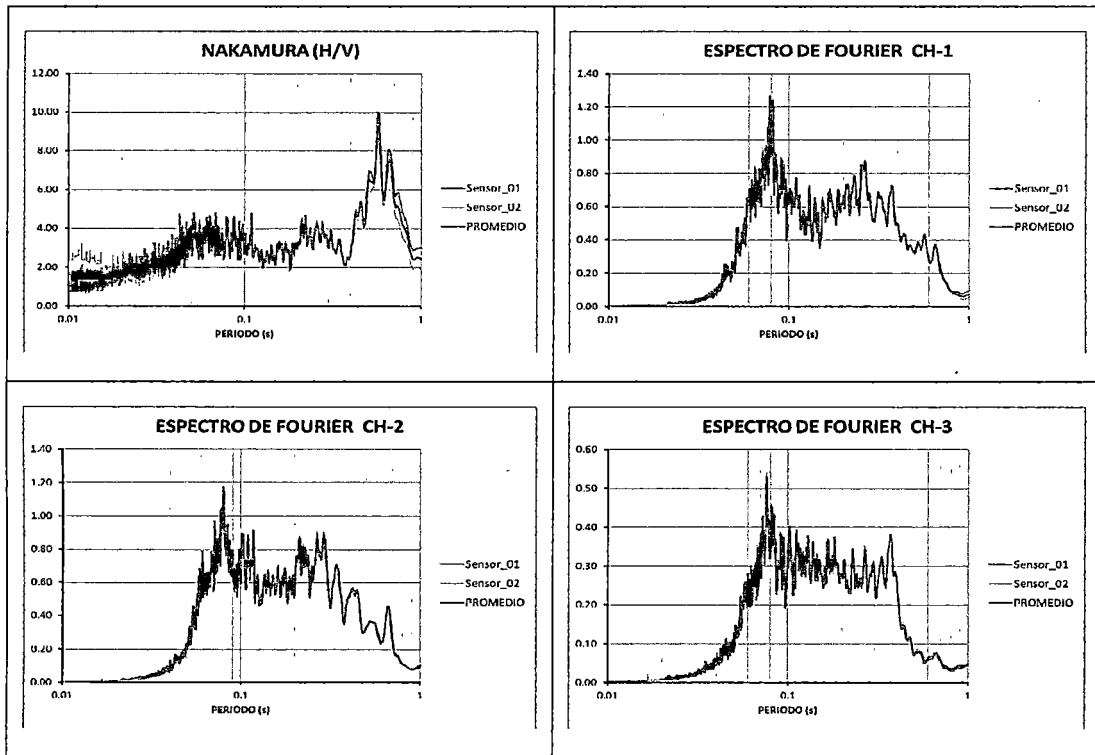 NAKAMURA (H/V)
12.00
10.00
8.00
6.00
4.00
2.00
0.00
0.01
0.1
1
PERIODO (s)
Sensor_01
Sensor_02
PROMEDIO
ESPECTRO DE FOURIER CH-1
1.40
1.20
1.00
0.80
0.60
0.40
0.20
0.00
0.01
0.1
1
PERIODO (s)
Sensor_01
Sensor_02
PROMEDIO
ESPECTRO DE FOURIER CH-2
1.40
1.20
1.00
0.80
0.60
0.40
0.20
0.00
0.01
0.1
1
PERIODO (s)
Sensor_01
Sensor_02
PROMEDIO
ESPECTRO DE FOURIER CH-3
0.60
0.50
0.40
0.30
0.20
0.10
0.00
0.01
0.1
1
PERIODO (s)
Sensor_01
Sensor_02
PROMEDIO